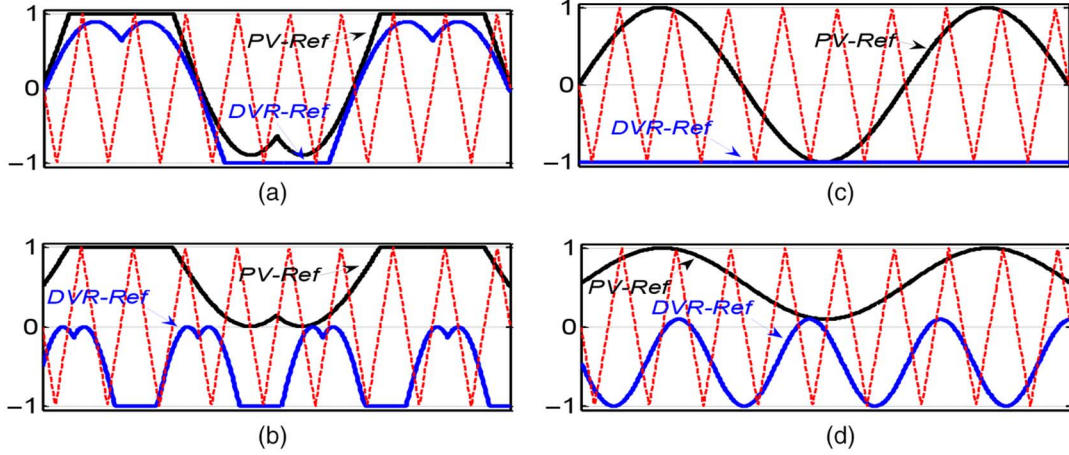 1
0
−1
PV-Ref
DVR-Ref
(a)
1
0
−1
PV-Ref
DVR-Ref
(c)
1
0
−1
PV-Ref
DVR-Ref
(b)
1
0
−1
PV-Ref
DVR-Ref
(d)